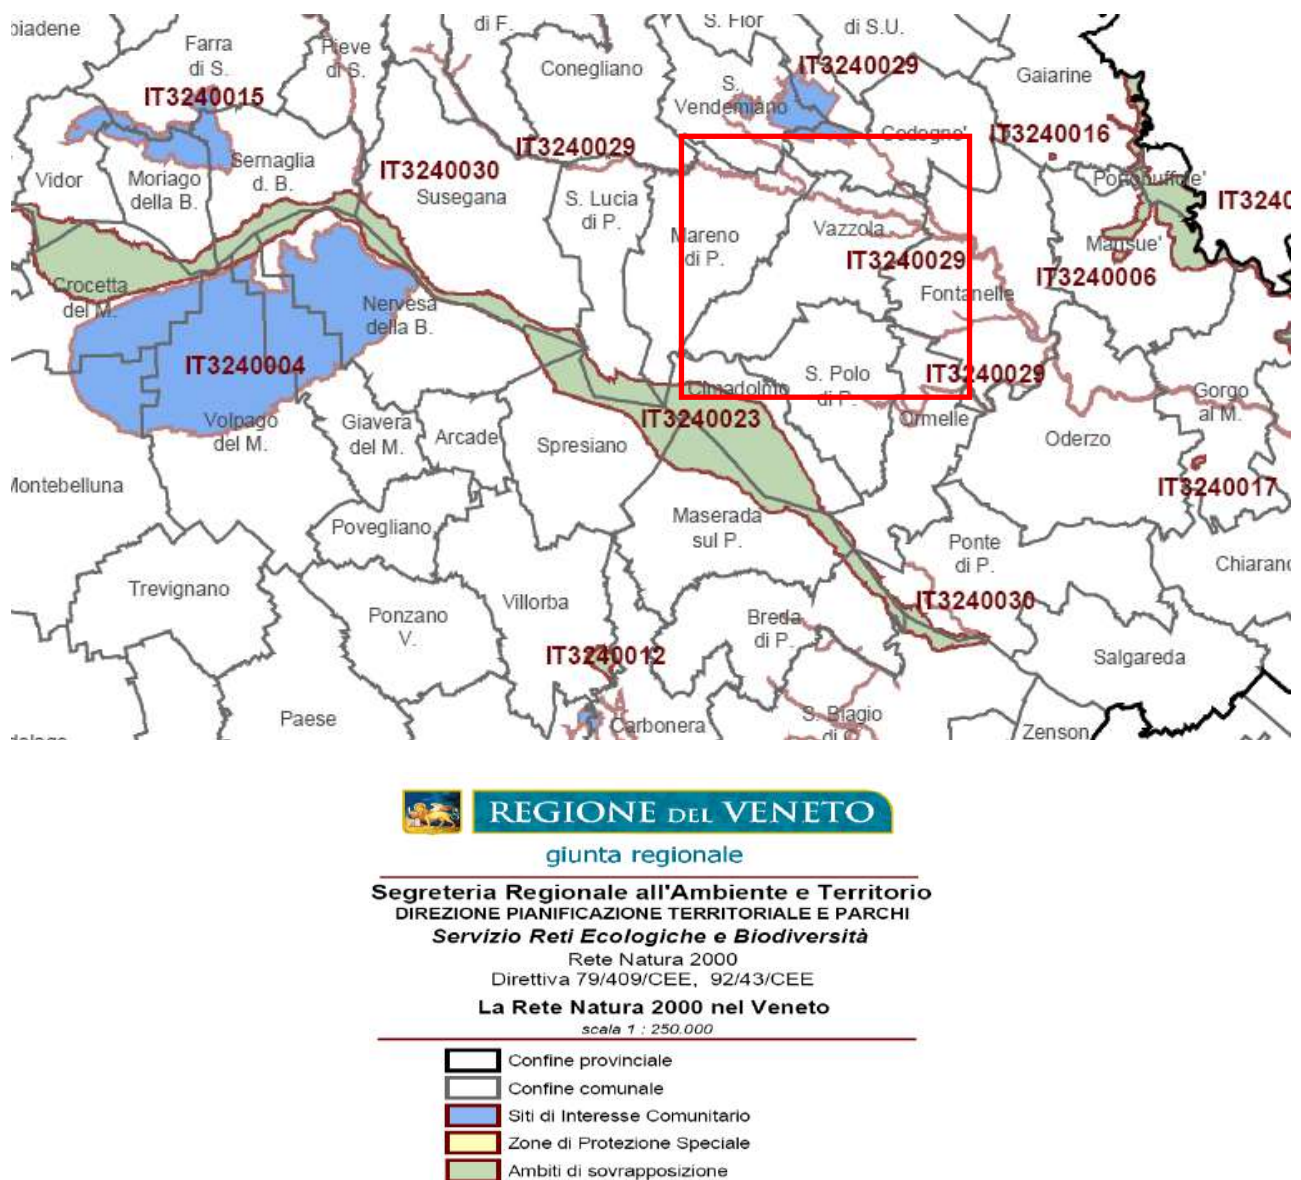 biadene
Farra
di S.
Pieve
di S.
di F.
Conegliano
S. Fior
di S.U.
IT3240029
Gaiarine
IT3240015
S.
Vendemiano
Codogne'
IT3240016
Vidor
Moriago
della B.
Sernaglia
d. B.
IT3240030
Susegana
IT3240029
S. Lucia
di P.
Portobuffole'
IT3240
Mareno
di P.
Vazzola
IT3240029
Mansue'
IT3240006
Crocetta
del M.
Nervesa
della B.
Fontanelle
IT3240004
Cimadolmo
S. Polo
di P.
IT3240029
Gorgo
al M.
Volpago
del M.
Giavera
del M.
Arcade
Spresiano
IT3240023
Ormelle
Oderzo
Montebelluna
IT3240017
Povegliano
Maserada
sul P.
Ponte
di P.
Chiarano
Trevignano
Ponzano
V.
Villorba
Breda
di P.
IT3240030
IT3240012
Salgareda
Paese
Carbonera
S. Biagio
di C.
Zenson
REGIONE DEL VENETO
giunta regionale
Segreteria Regionale all'Ambiente e Territorio
DIREZIONE PIANIFICAZIONE TERRITORIALE E PARCHI
Servizio Reti Ecologiche e Biodiversità
Rete Natura 2000
Direttiva 79/409/CEE, 92/43/CEE
La Rete Natura 2000 nel Veneto
scala 1 : 250.000
Confine provinciale
Confine comunale
Siti di Interesse Comunitario
Zone di Protezione Speciale
Ambiti di sovrapposizione